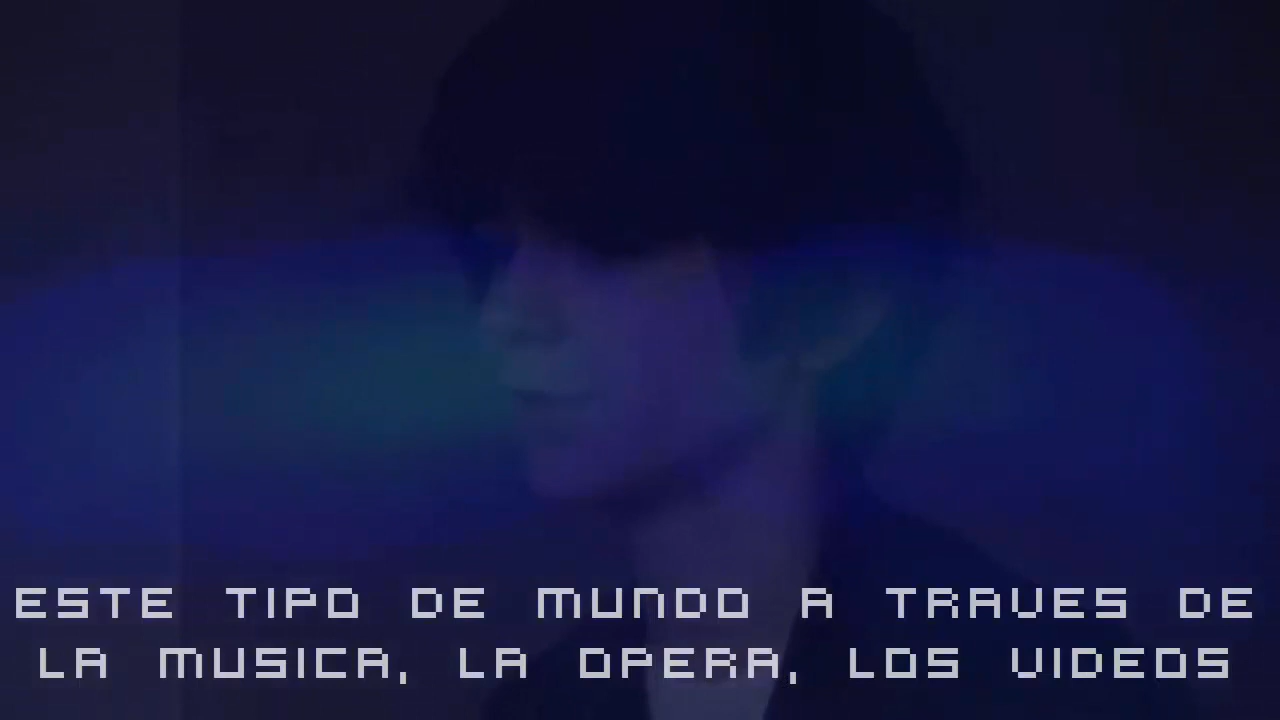 ESTE TIPO DE MUNDO A TRAVES DE
LA MUSICA, LA OPERA, LOS VIDEOS